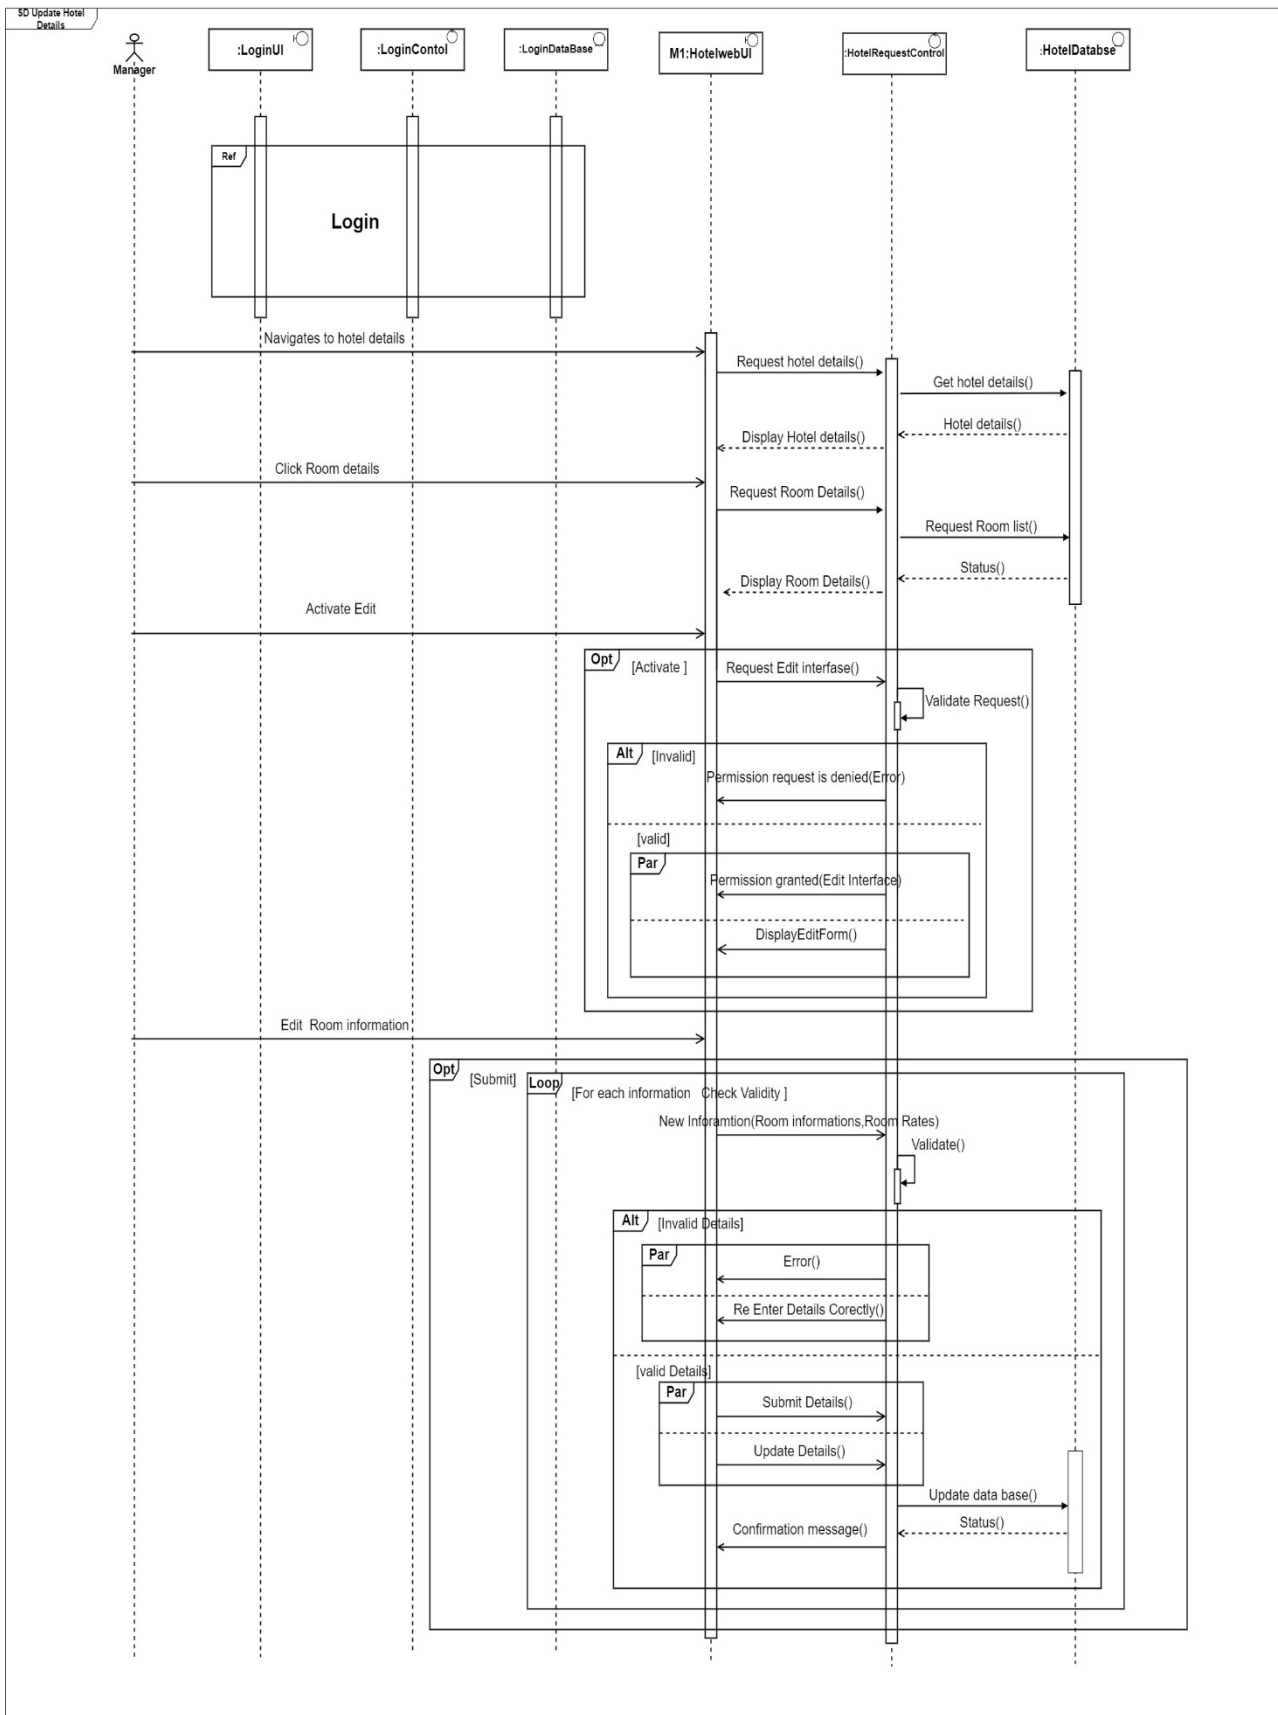 SD Update Hotel
Details
Manager
:LoginUI
:LoginContol
:LoginDataBase
M1:HotelwebUI
:HotelRequestControl
:HotelDatabse
Ref
Login
Navigates to hotel details
Request hotel details()
Get hotel details()
Hotel details()
Display Hotel details()
Click Room details
Request Room Details()
Request Room list()
Status()
Display Room Details()
Activate Edit
Opt
[Activate ]
Request Edit interfase()
Validate Request()
Alt
[Invalid]
Permission request is denied(Error)
[valid]
Par
Permission granted(Edit Interface)
DisplayEditForm()
Edit Room information
Opt
[Submit]
Loop
[For each information Check Validity ]
New Inforamtion(Room informations,Room Rates)
Validate()
Alt
[Invalid Details]
Par
Error()
Re Enter Details Corectly()
[valid Details]
Par
Submit Details()
Update Details()
Update data base()
Status()
Confirmation message()